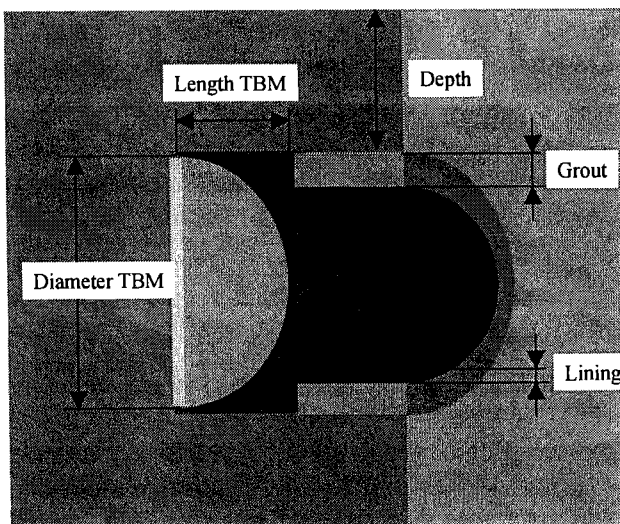 Length TBM
Depth
Grout
Diameter TBM
Lining